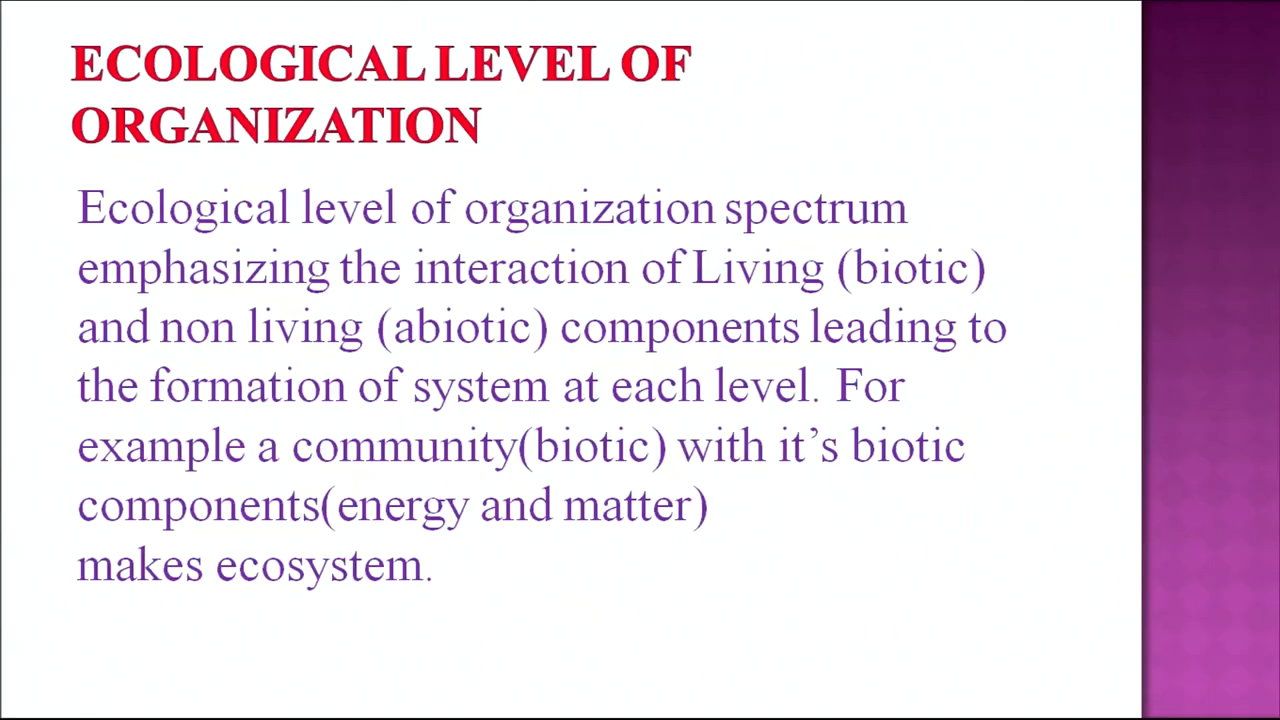 ECOLOGICAL LEVEL OF
ORGANIZATION
Ecological level of organization spectrum
emphasizing the interaction of Living (biotic)
and non living (abiotic) components leading to
the formation of system at each level. For
example a community(biotic) with it’s biotic
components(energy and matter)
makes ecosystem.